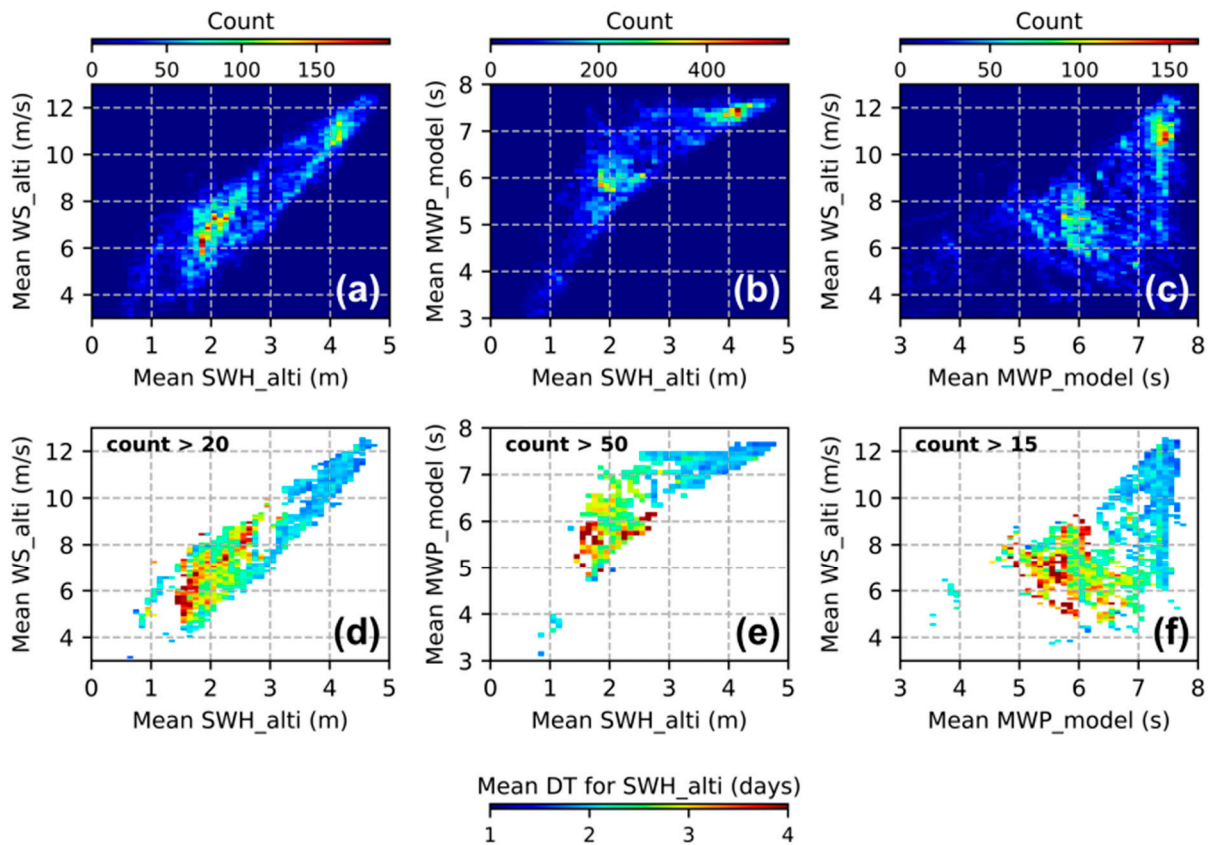 Count Count Count
0 50 100 150 0 200 400 0 50 100 150
Mean WS_alti (m/s) 12 10 8 6 4 (a)
0 1 2 3 4 5
Mean SWH_alti (m)
Mean MWP_model (s) 8 7 6 5 4 3 (b)
0 1 2 3 4 5
Mean SWH_alti (m)
Mean WS_alti (m/s) 12 10 8 6 4 (c)
3 4 5 6 7 8
Mean MWP_model (s)
count > 20
Mean WS_alti (m/s) 12 10 8 6 4 (d)
0 1 2 3 4 5
Mean SWH_alti (m)
count > 50
Mean MWP_model (s) 8 7 6 5 4 3 (e)
0 1 2 3 4 5
Mean SWH_alti (m)
count > 15
Mean WS_alti (m/s) 12 10 8 6 4 (f)
3 4 5 6 7 8
Mean MWP_model (s)
Mean DT for SWH_alti (days)
1 2 3 4